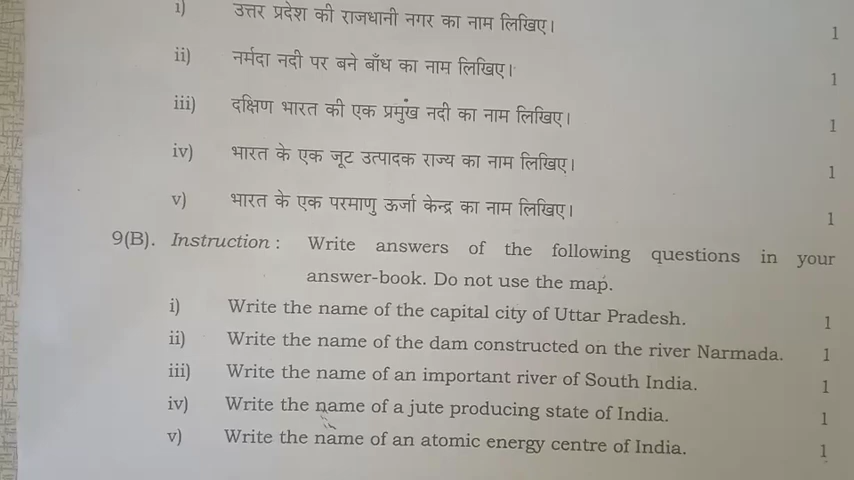 i) उत्तर प्रदेश की राजधानी नगर का नाम लिखिए। 1
ii) नर्मदा नदी पर बने बाँध का नाम लिखिए। 1
iii) दक्षिण भारत की एक प्रमुख नदी का नाम लिखिए। 1
iv) भारत के एक जूट उत्पादक राज्य का नाम लिखिए। 1
v) भारत के एक परमाणु ऊर्जा केन्द्र का नाम लिखिए। 1
9(B). Instruction : Write answers of the following questions in your
answer-book. Do not use the map.
i) Write the name of the capital city of Uttar Pradesh. 1
ii) Write the name of the dam constructed on the river Narmada. 1
iii) Write the name of an important river of South India. 1
iv) Write the name of a jute producing state of India. 1
v) Write the name of an atomic energy centre of India. 1